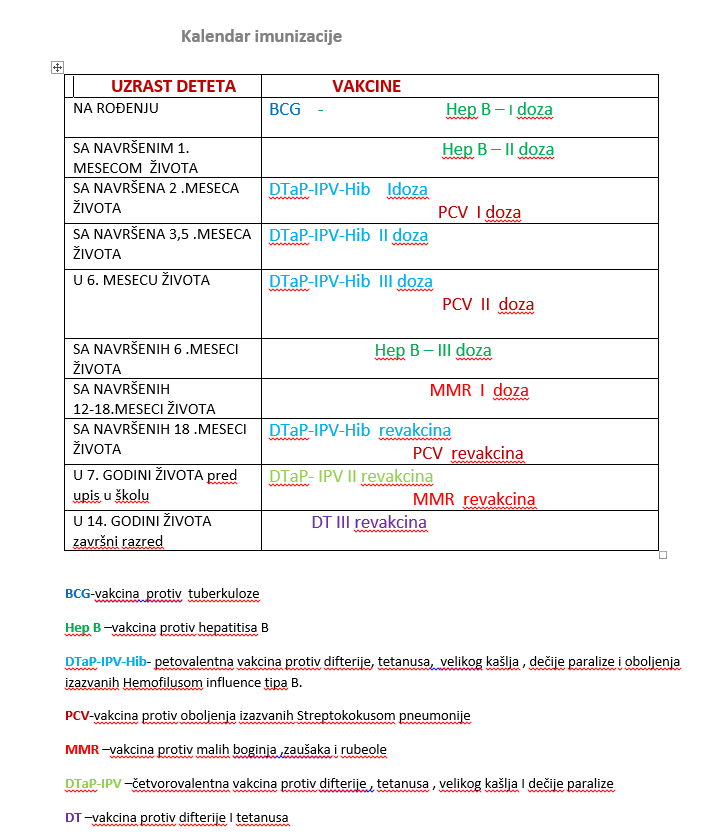 Kalendar imunizacije
UZRAST DETETA VAKCINE
NA ROĐENJU BCG - Hep B – I doza
SA NAVRŠENIM 1. Hep B – II doza
MESECOM ŽIVOTA
SA NAVRŠENA 2 .MESECA DTaP-IPV-Hib Idoza
ŽIVOTA PCV I doza
SA NAVRŠENA 3,5 .MESECA DTaP-IPV-Hib II doza
ŽIVOTA
U 6. MESECU ŽIVOTA DTaP-IPV-Hib III doza
PCV II doza
SA NAVRŠENIH 6 .MESECI Hep B – III doza
ŽIVOTA
SA NAVRŠENIH MMR I doza
12-18.MESECI ŽIVOTA
SA NAVRŠENIH 18 .MESECI DTaP-IPV-Hib revakcina
ŽIVOTA PCV revakcina
U 7. GODINI ŽIVOTA pred DTaP- IPV II revakcina
upis u školu MMR revakcina
U 14. GODINI ŽIVOTA DT III revakcina
završni razred
BCG-vakcina protiv tuberkuloze
Hep B –vakcina protiv hepatitisa B
DTaP-IPV-Hib- petovalentna vakcina protiv difterije, tetanusa, velikog kašlja , dečije paralize i oboljenja
izazvanih Hemofilusom influence tipa B.
PCV-vakcina protiv oboljenja izazvanih Streptokokusom pneumonije
MMR –vakcina protiv malih boginja ,zaušaka i rubeole
DTaP-IPV –četvorovalentna vakcina protiv difterije , tetanusa , velikog kašlja I dečije paralize
DT –vakcina protiv difterije I tetanusa